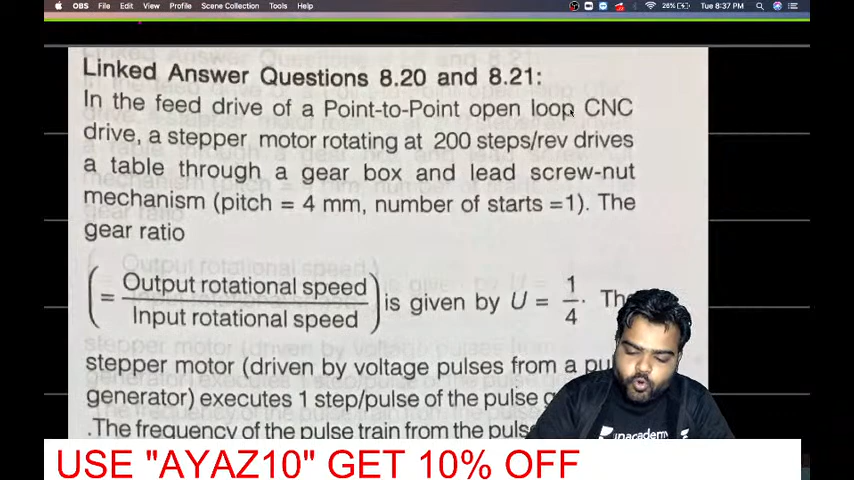 OBS File Edit View Profile Scene Collection Tools Help 26% Tue 8:37 PM
Linked Answer Questions 8.20 and 8.21:
In the feed drive of a Point-to-Point open loop CNC
drive, a stepper motor rotating at 200 steps/rev drives
a table through a gear box and lead screw-nut
mechanism (pitch = 4 mm, number of starts =1). The
gear ratio
( = Output rotational speed / Input rotational speed ) is given by U = 1/4. The
stepper motor (driven by voltage pulses from a
generator) executes 1 step/pulse of the pulse
.The frequency of the pulse train from the
unacademy
USE "AYAZ10" GET 10% OFF